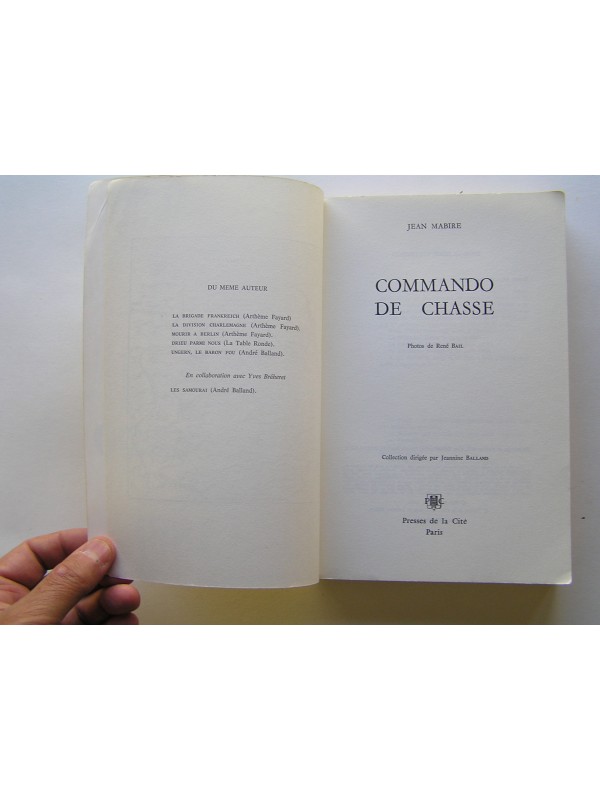 DU MEME AUTEUR
LA BRIGADE FRANKREICH (Arthème Fayard)
LA DIVISION CHARLEMAGNE (Arthème Fayard).
MOURIR A BERLIN (Arthème Fayard).
DRIEU PARMI NOUS (La Table Ronde).
UNGERN, LE BARON FOU (André Balland).
En collaboration avec Yves Bréheret
LES SAMOURAI (André Balland).
JEAN MABIRE
COMMANDO
DE CHASSE
Photos de René BAIL
Collection dirigée par Jeannine BALLAND
Presses de la Cité
Paris